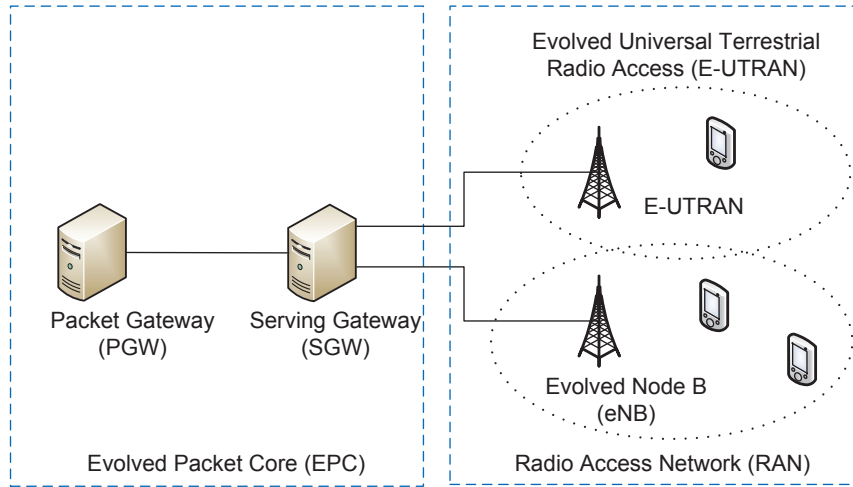 Evolved Universal Terrestrial
Radio Access (E-UTRAN)
E-UTRAN
Packet Gateway
(PGW)
Serving Gateway
(SGW)
Evolved Node B
(eNB)
Evolved Packet Core (EPC)
Radio Access Network (RAN)